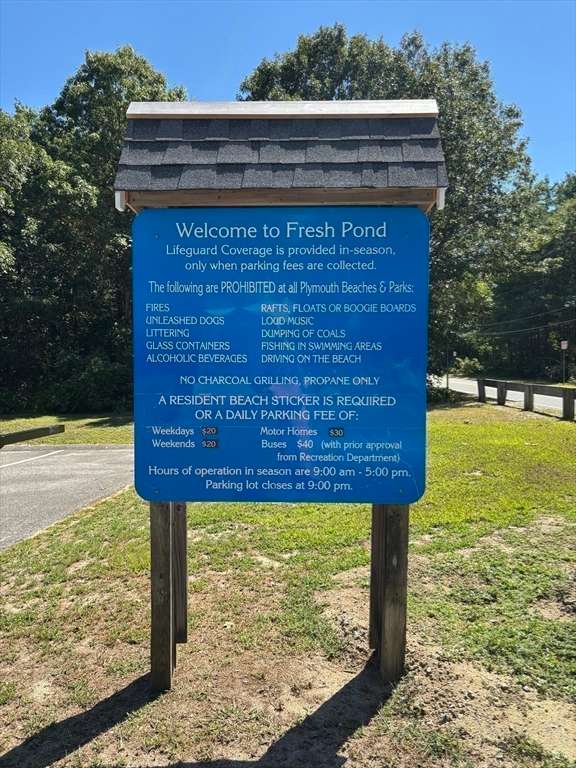 Welcome to Fresh Pond
Lifeguard Coverage is provided in-season,
only when parking fees are collected.
The following are PROHIBITED at all Plymouth Beaches & Parks:
FIRES RAFTS, FLOATS OR BOOGIE BOARDS
UNLEASHED DOGS LOUD MUSIC
LITTERING DUMPING OF COALS
GLASS CONTAINERS FISHING IN SWIMMING AREAS
ALCOHOLIC BEVERAGES DRIVING ON THE BEACH
NO CHARCOAL GRILLING, PROPANE ONLY
A RESIDENT BEACH STICKER IS REQUIRED
OR A DAILY PARKING FEE OF:
Weekdays $20 Motor Homes $30
Weekends $20 Buses $40 (with prior approval
from Recreation Department)
Hours of operation in season are 9:00 am - 5:00 pm.
Parking lot closes at 9:00 pm.